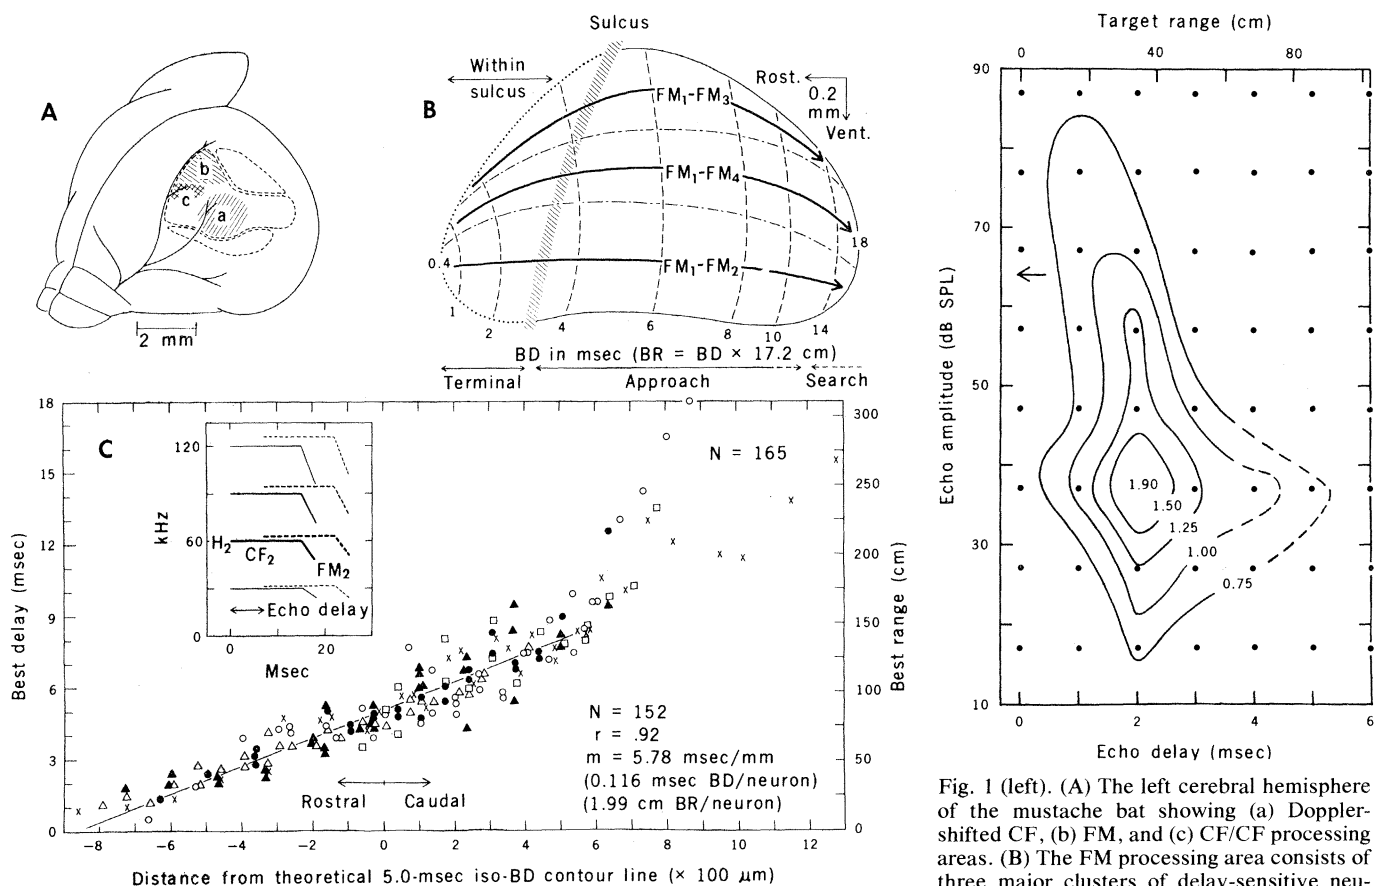 A
b
c
a
2 mm
Sulcus
Within
sulcus
B
Rost.
0.2
mm
Vent.
FM1-FM3
FM1-FM4
FM1-FM2
0.4
18
1
2
4
6
8
10
14
BD in msec (BR = BD × 17.2 cm)
Terminal
Approach
Search
C
18
15
12
9
6
3
0
Best delay (msec)
300
250
200
150
100
50
0
Best range (cm)
N = 165
120
60
0
kHz
H2
CF2
FM2
Echo delay
0
20
Msec
N = 152
r = .92
m = 5.78 msec/mm
(0.116 msec BD/neuron)
(1.99 cm BR/neuron)
Rostral
Caudal
−8
−6
−4
−2
0
2
4
6
8
10
12
Distance from theoretical 5.0-msec iso-BD contour line (× 100 μm)
Target range (cm)
0
40
80
90
70
50
30
10
Echo amplitude (dB SPL)
1.90
1.50
1.25
1.00
0.75
0
2
4
6
Echo delay (msec)
Fig. 1 (left). (A) The left cerebral hemisphere
of the mustache bat showing (a) Doppler-
shifted CF, (b) FM, and (c) CF/CF processing
areas. (B) The FM processing area consists of
three major clusters of delay-sensitive neu-